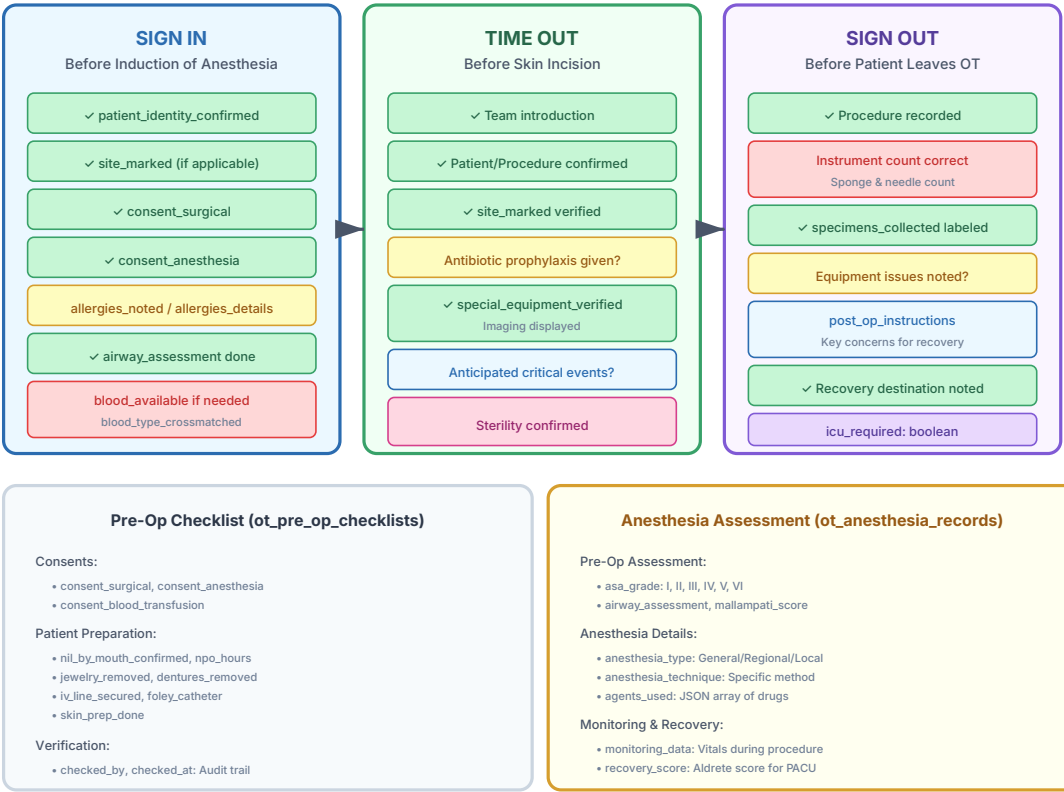 SIGN IN
Before Induction of Anesthesia
✓ patient_identity_confirmed
✓ site_marked (if applicable)
✓ consent_surgical
✓ consent_anesthesia
allergies_noted / allergies_details
✓ airway_assessment done
blood_available if needed
blood_type_crossmatched
TIME OUT
Before Skin Incision
✓ Team introduction
✓ Patient/Procedure confirmed
✓ site_marked verified
Antibiotic prophylaxis given?
✓ special_equipment_verified
Imaging displayed
Anticipated critical events?
Sterility confirmed
SIGN OUT
Before Patient Leaves OT
✓ Procedure recorded
Instrument count correct
Sponge & needle count
✓ specimens_collected labeled
Equipment issues noted?
post_op_instructions
Key concerns for recovery
✓ Recovery destination noted
icu_required: boolean
Pre-Op Checklist (ot_pre_op_checklists)
Consents:
• consent_surgical, consent_anesthesia
• consent_blood_transfusion
Patient Preparation:
• nil_by_mouth_confirmed, npo_hours
• jewelry_removed, dentures_removed
• iv_line_secured, foley_catheter
• skin_prep_done
Verification:
• checked_by, checked_at: Audit trail
Anesthesia Assessment (ot_anesthesia_records)
Pre-Op Assessment:
• asa_grade: I, II, III, IV, V, VI
• airway_assessment, mallampati_score
Anesthesia Details:
• anesthesia_type: General/Regional/Local
• anesthesia_technique: Specific method
• agents_used: JSON array of drugs
Monitoring & Recovery:
• monitoring_data: Vitals during procedure
• recovery_score: Aldrete score for PACU